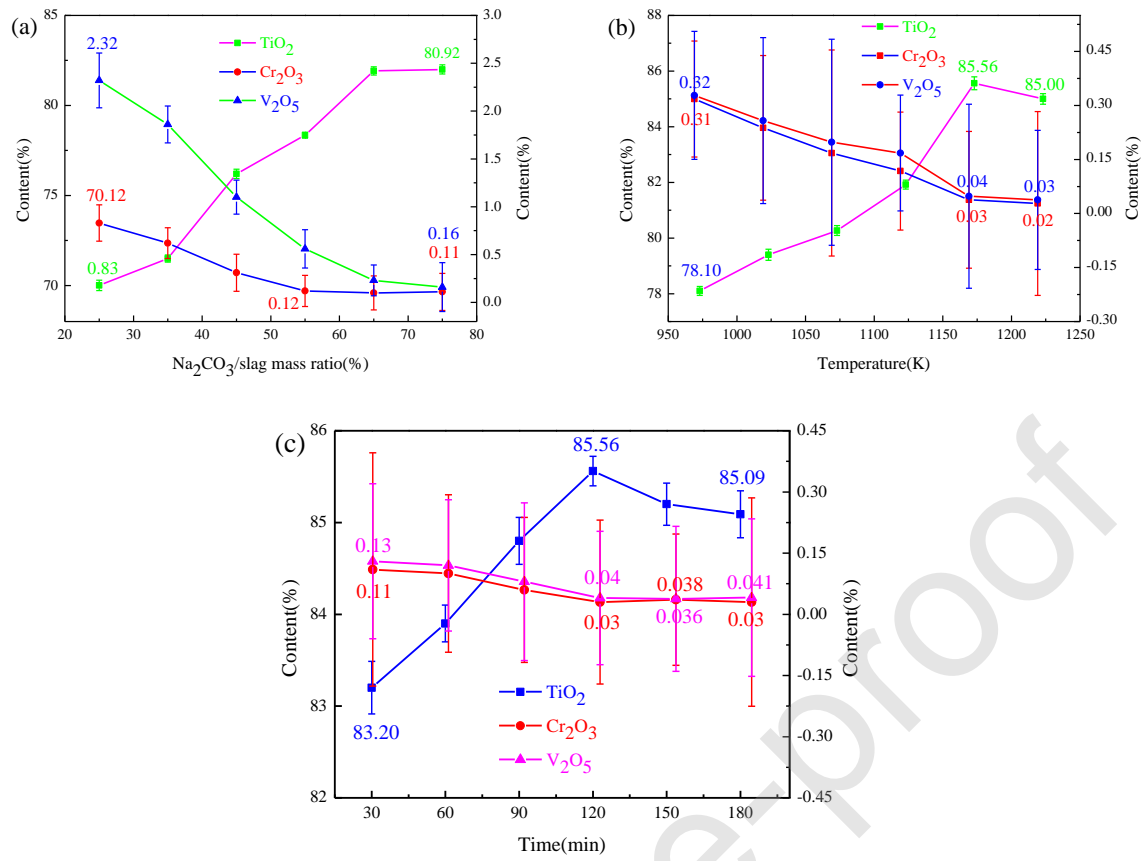 (a)
85
80
75
70
Content(%)
3.0
2.5
2.0
1.5
1.0
0.5
0.0
Content(%)
TiO2
Cr2O3
V2O5
2.32
80.92
70.12
0.83
0.12
0.16
0.11
20 30 40 50 60 70 80
Na2CO3/slag mass ratio(%)
(b)
88
86
84
82
80
78
Content(%)
0.45
0.30
0.15
0.00
-0.15
-0.30
Content(%)
TiO2
Cr2O3
V2O5
85.56
85.00
0.32
0.31
0.04
0.03
0.03
0.02
78.10
950 1000 1050 1100 1150 1200 1250
Temperature(K)
(c)
86
85
84
83
82
Content(%)
0.45
0.30
0.15
0.00
-0.15
-0.30
-0.45
Content(%)
85.56
85.09
0.13
0.11
0.04
0.03
0.038
0.036
0.041
0.03
83.20
TiO2
Cr2O3
V2O5
30 60 90 120 150 180
Time(min)
e-proof